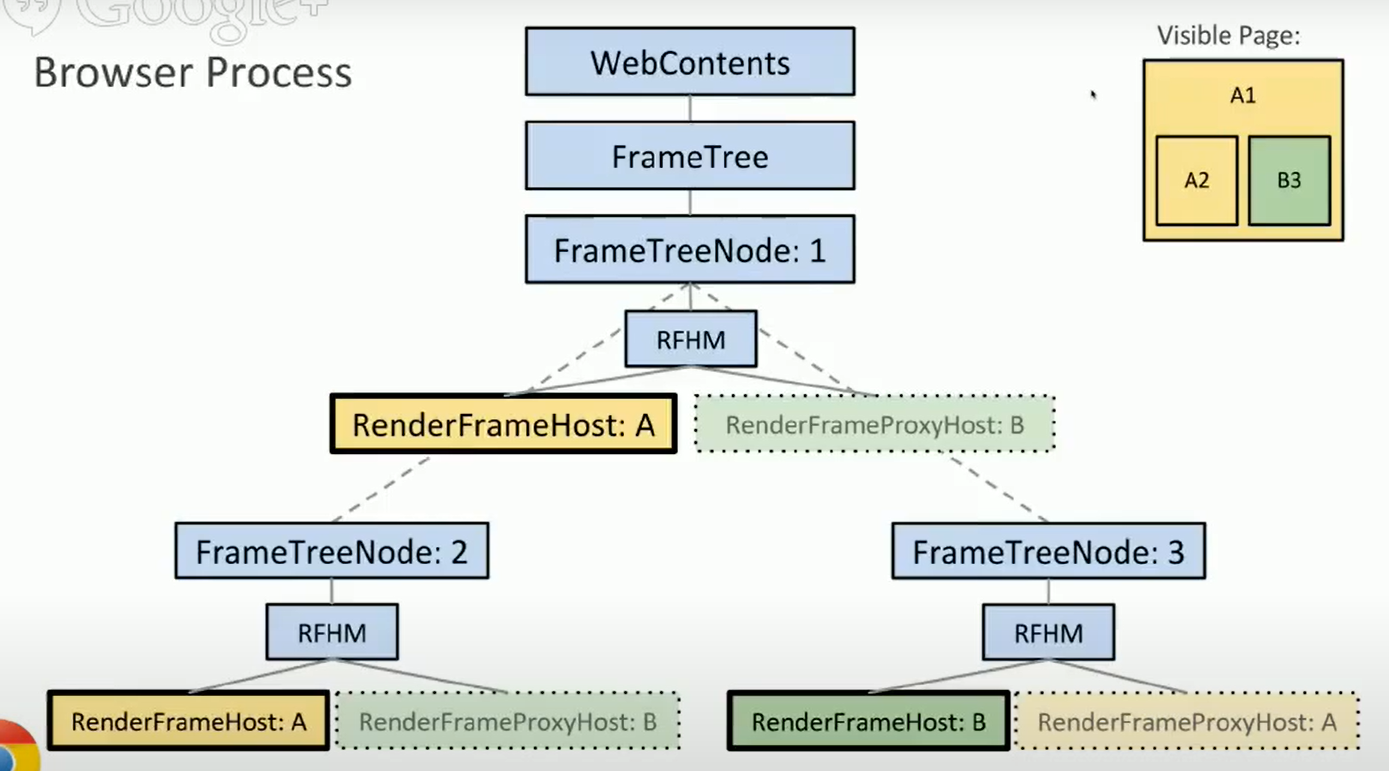 Google+
Browser Process
WebContents
Visible Page:
A1
A2
B3
FrameTree
FrameTreeNode: 1
RFHM
RenderFrameHost: A
RenderFrameProxyHost: B
FrameTreeNode: 2
FrameTreeNode: 3
RFHM
RFHM
RenderFrameHost: A
RenderFrameProxyHost: B
RenderFrameHost: B
RenderFrameProxyHost: A